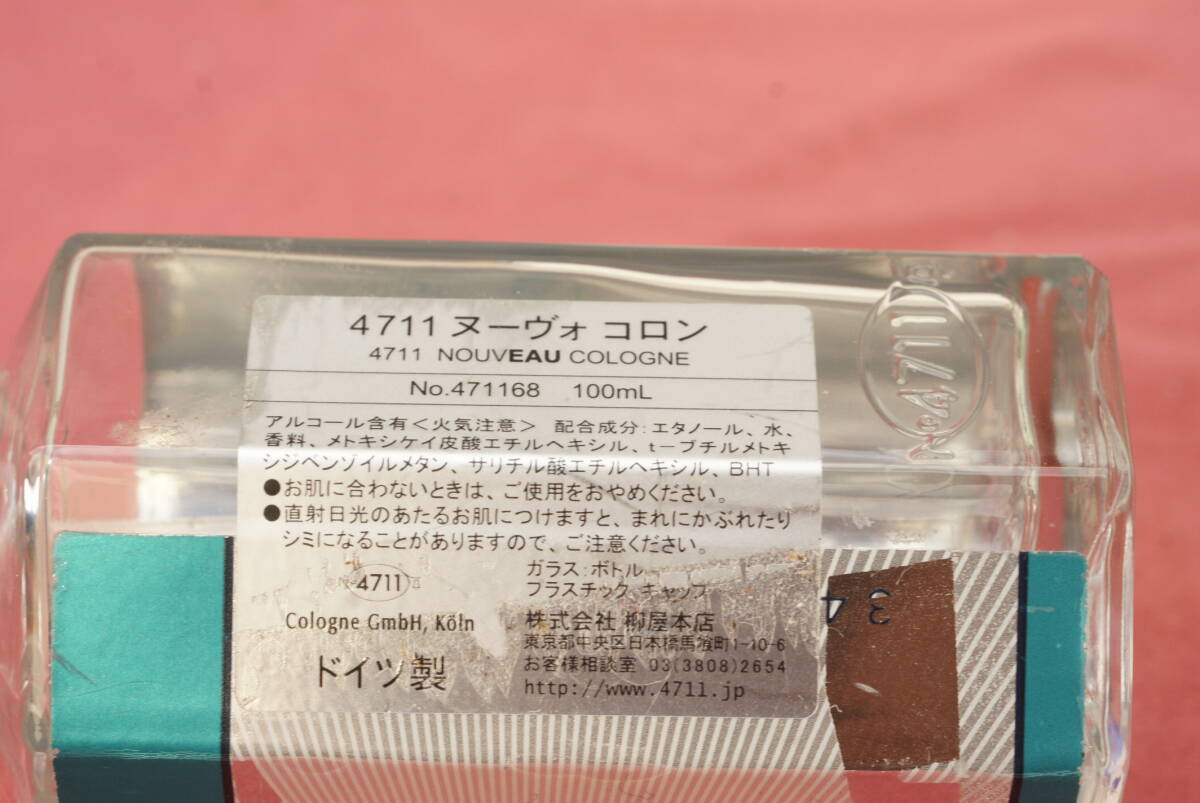 4711 ヌーヴォ コロン
4711 NOUVEAU COLOGNE
No.471168 100mL
アルコール含有<火気注意> 配合成分:エタノール、水、
香料、メトキシケイ皮酸エチルヘキシル、t-ブチルメトキ
シジベンゾイルメタン、サリチル酸エチルヘキシル、BHT
●お肌に合わないときは、ご使用をおやめください。
●直射日光のあたるお肌につけますと、まれにかぶれたり
シミになることがありますので、ご注意ください。
4711
Cologne GmbH, Köln
ドイツ製
ガラス:ボトル
プラスチック キャップ
株式会社 柳屋本店
東京都中央区日本橋馬喰町1-10-6
お客様相談室 03(3808)2654
http://www.4711.jp
No 4711
34